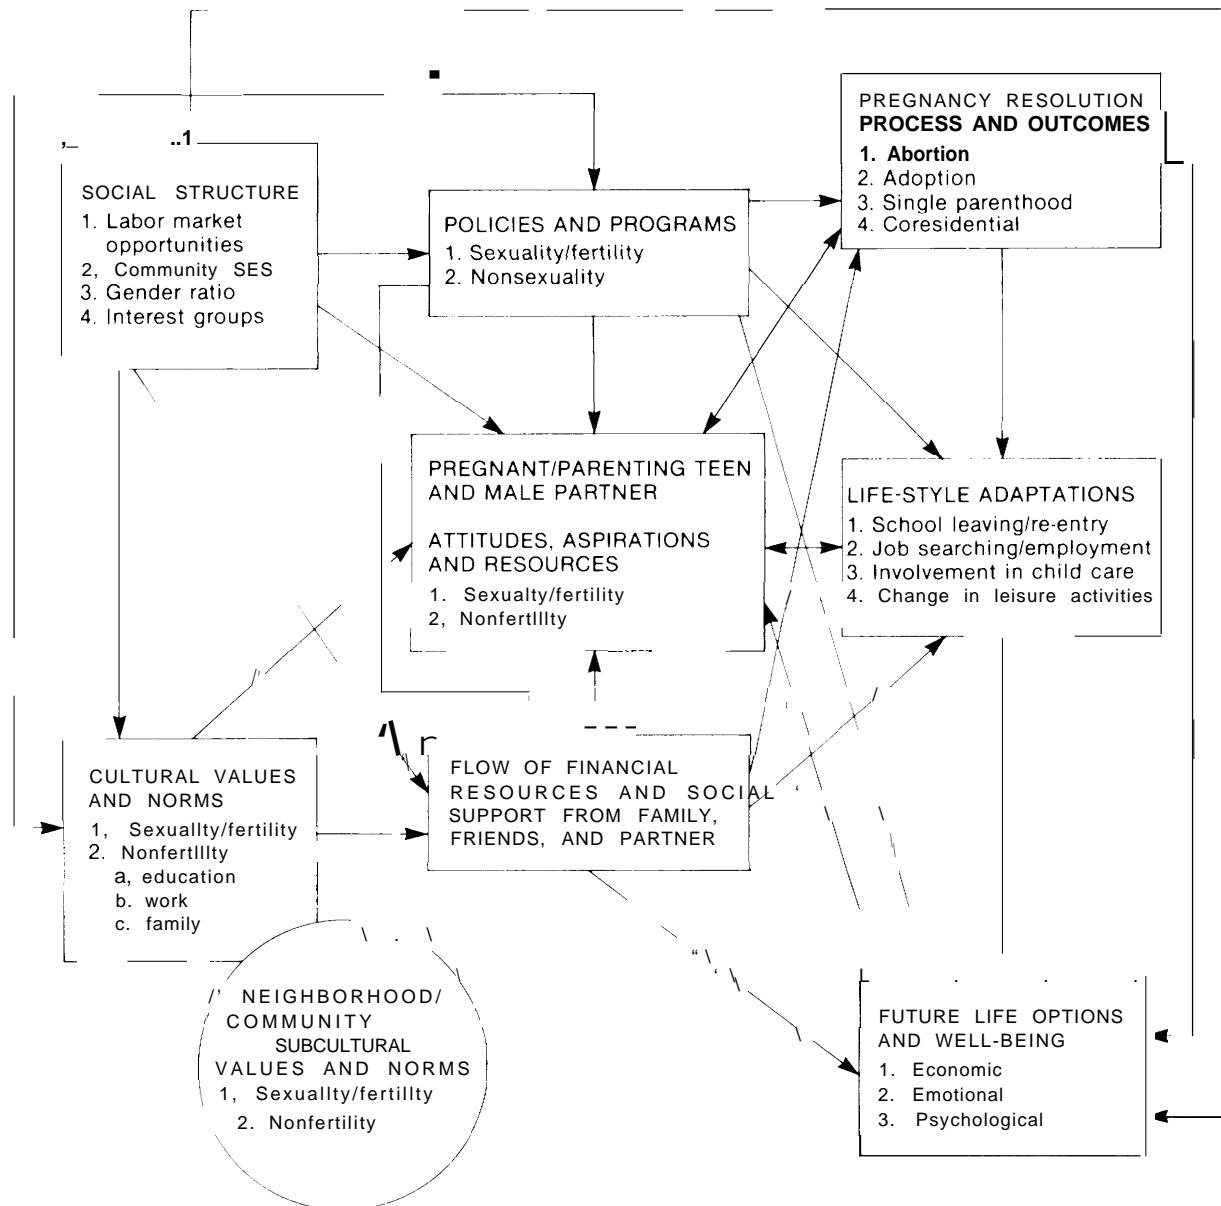 PREGNANCY RESOLUTION
PROCESS AND OUTCOMES
1. Abortion
2. Adoption
3. Single parenthood
4. Coresidential
SOCIAL STRUCTURE
1. Labor market
opportunities
2, Community SES
3. Gender ratio
4. Interest groups
POLICIES AND PROGRAMS
1. Sexuality/fertility
2. Nonsexuality
PREGNANT/PARENTING TEEN
AND MALE PARTNER
ATTITUDES, ASPIRATIONS
AND RESOURCES
1. Sexualty/fertility
2, Nonfertlllty
LIFE-STYLE ADAPTATIONS
1. School leaving/re-entry
2. Job searching/employment
3. Involvement in child care
4. Change in leisure activities
CULTURAL VALUES
AND NORMS
1, Sexuallty/fertility
2. Nonfertlllty
a, education
b. work
c. family
FLOW OF FINANCIAL
RESOURCES AND SOCIAL
SUPPORT FROM FAMILY,
FRIENDS, AND PARTNER
NEIGHBORHOOD/
COMMUNITY
SUBCULTURAL
VALUES AND NORMS
1, Sexuallty/fertillty
2. Nonfertility
FUTURE LIFE OPTIONS
AND WELL-BEING
1. Economic
2. Emotional
3. Psychological